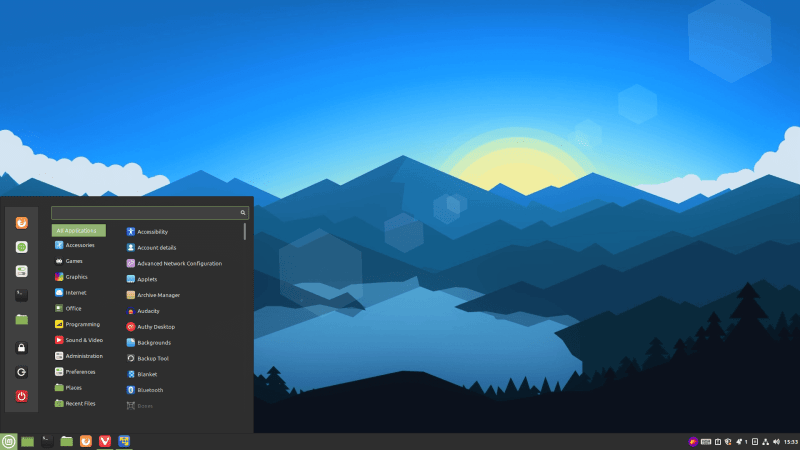 All Applications
Accessories
Games
Graphics
Internet
Office
Programming
Sound & Video
Administration
Preferences
Places
Recent Files
Accessibility
Account details
Advanced Network Configuration
Applets
Archive Manager
Audacity
Authy Desktop
Backgrounds
Backup Tool
Blanket
Bluetooth
Boxes
1
15:33